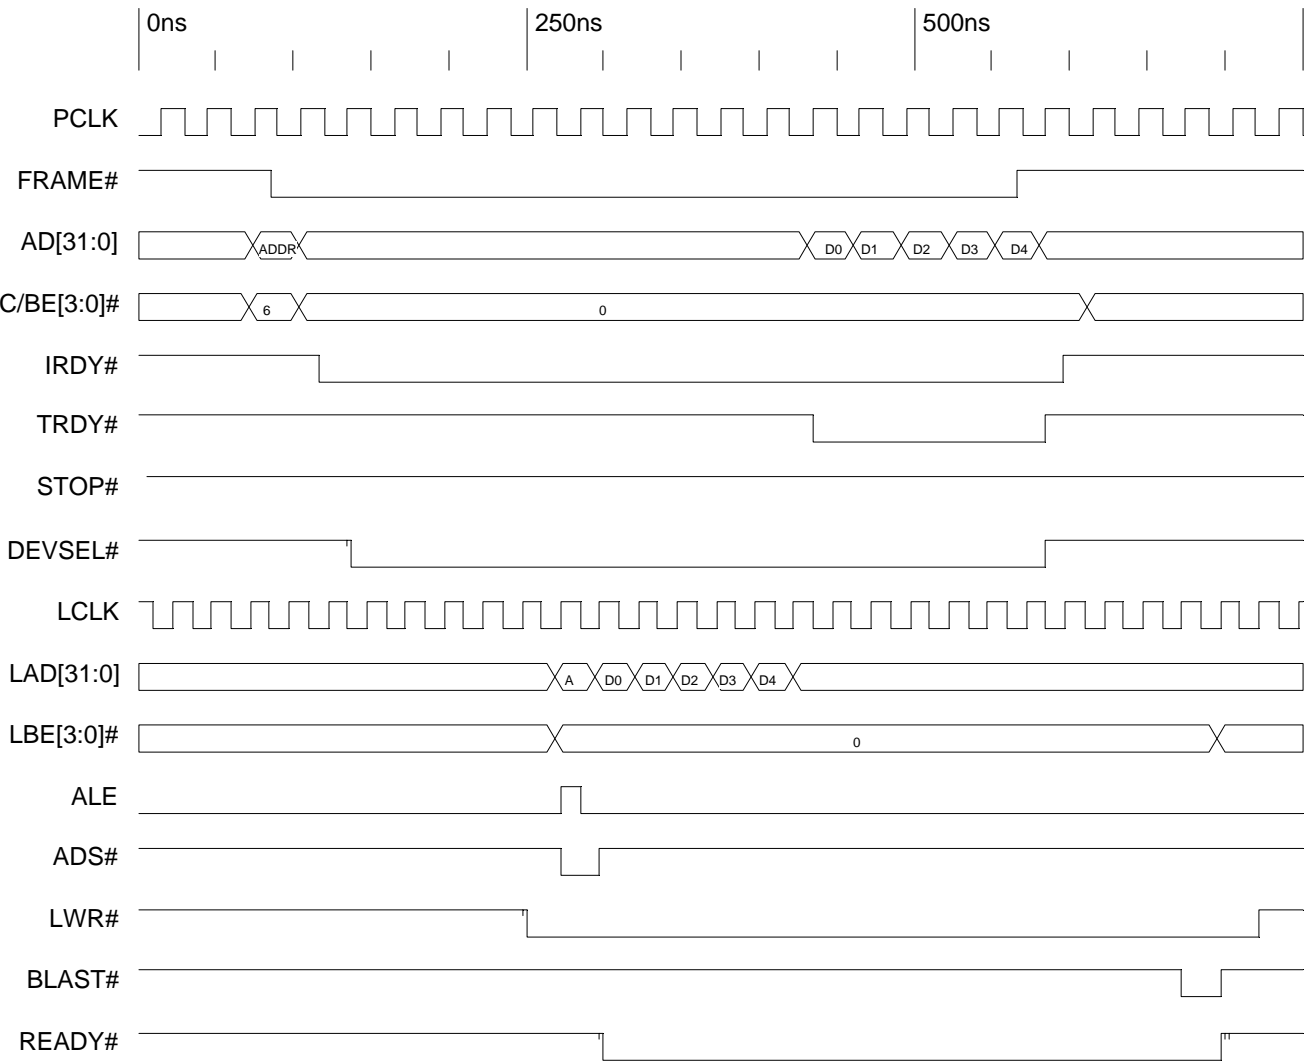 0ns 250ns 500ns
PCLK
FRAME#
AD[31:0] ADDR D0 D1 D2 D3 D4
C/BE[3:0]# 6 0
IRDY#
TRDY#
STOP#
DEVSEL#
LCLK
LAD[31:0] A D0 D1 D2 D3 D4
LBE[3:0]# 0
ALE
ADS#
LWR#
BLAST#
READY#